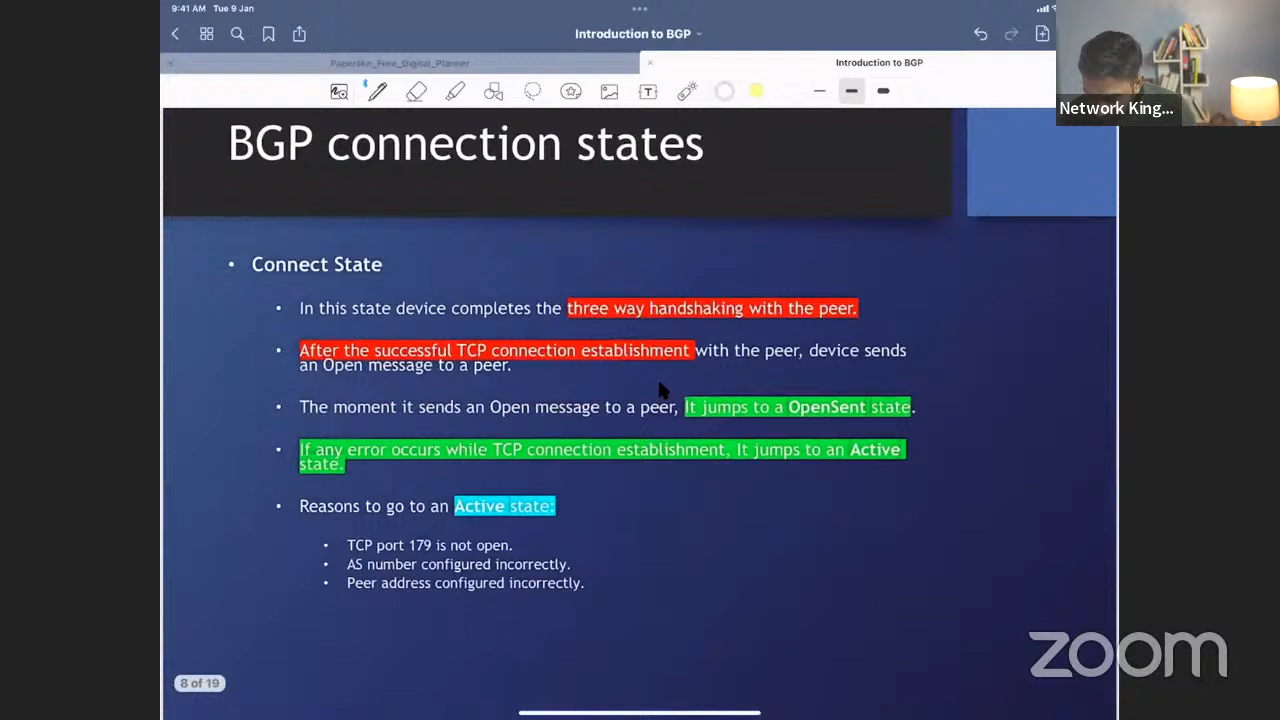 9:41 AM Tue 9 Jan
Introduction to BGP
Paperlike_Free_Digital_Planner
Introduction to BGP
Network King...
BGP connection states
• Connect State
• In this state device completes the three way handshaking with the peer.
• After the successful TCP connection establishment with the peer, device sends
an Open message to a peer.
• The moment it sends an Open message to a peer, It jumps to a OpenSent state.
• If any error occurs while TCP connection establishment, It jumps to an Active
state.
• Reasons to go to an Active state:
• TCP port 179 is not open.
• AS number configured incorrectly.
• Peer address configured incorrectly.
8 of 19
zoom